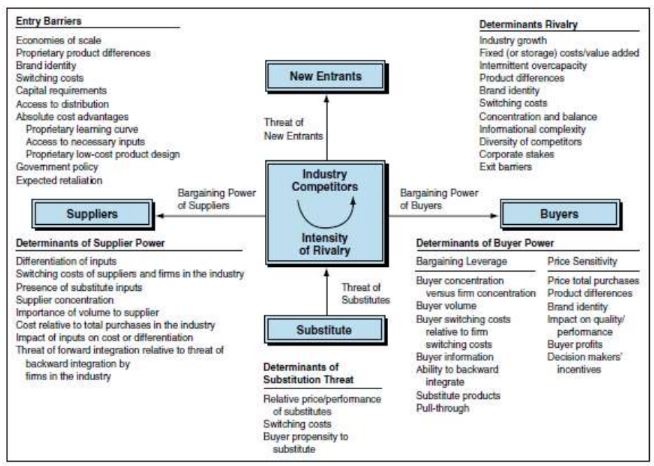 Entry Barriers
Economies of scale
Proprietary product differences
Brand identity
Switching costs
Capital requirements
Access to distribution
Absolute cost advantages
Proprietary learning curve
Access to necessary inputs
Proprietary low-cost product design
Government policy
Expected retaliation
New Entrants
Threat of
New Entrants
Determinants Rivalry
Industry growth
Fixed (or storage) costs/value added
Intermittent overcapacity
Product differences
Brand identity
Switching costs
Concentration and balance
Informational complexity
Diversity of competitors
Corporate stakes
Exit barriers
Suppliers
Bargaining Power
of Suppliers
Industry
Competitors
Intensity
of Rivalry
Bargaining Power
of Buyers
Buyers
Determinants of Supplier Power
Differentiation of inputs
Switching costs of suppliers and firms in the industry
Presence of substitute inputs
Supplier concentration
Importance of volume to supplier
Cost relative to total purchases in the industry
Impact of inputs on cost or differentiation
Threat of forward integration relative to threat of
backward integration by
firms in the industry
Threat of
Substitutes
Substitute
Determinants of
Substitution Threat
Relative price/performance
of substitutes
Switching costs
Buyer propensity to
substitute
Determinants of Buyer Power
Bargaining Leverage
Buyer concentration
versus firm concentration
Buyer volume
Buyer switching costs
relative to firm
switching costs
Buyer information
Ability to backward
integrate
Substitute products
Pull-through
Price Sensitivity
Price total purchases
Product differences
Brand identity
Impact on quality/
performance
Buyer profits
Decision makers'
incentives